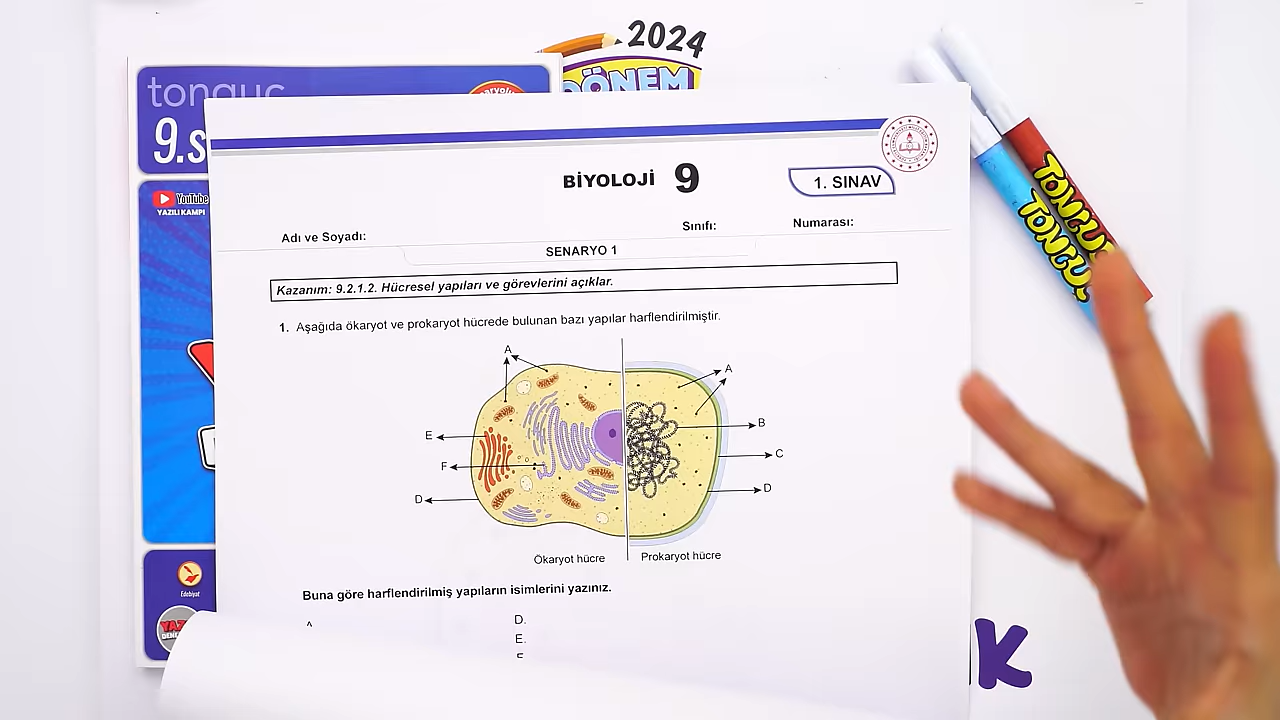 2024
DÖNEM
tonguç
9.s
YouTube
YAZILI KAMPI
BİYOLOJİ 9
1. SINAV
Adı ve Soyadı:
Sınıfı:
Numarası:
SENARYO 1
Kazanım: 9.2.1.2. Hücresel yapıları ve görevlerini açıklar.
1. Aşağıda ökaryot ve prokaryot hücrede bulunan bazı yapılar harflendirilmiştir.
A
A
B
E
C
F
D
D
Ökaryot hücre
Prokaryot hücre
Buna göre harflendirilmiş yapıların isimlerini yazınız.
D.
E.
Edebiyat
TONGUÇ
TONGUÇ
K